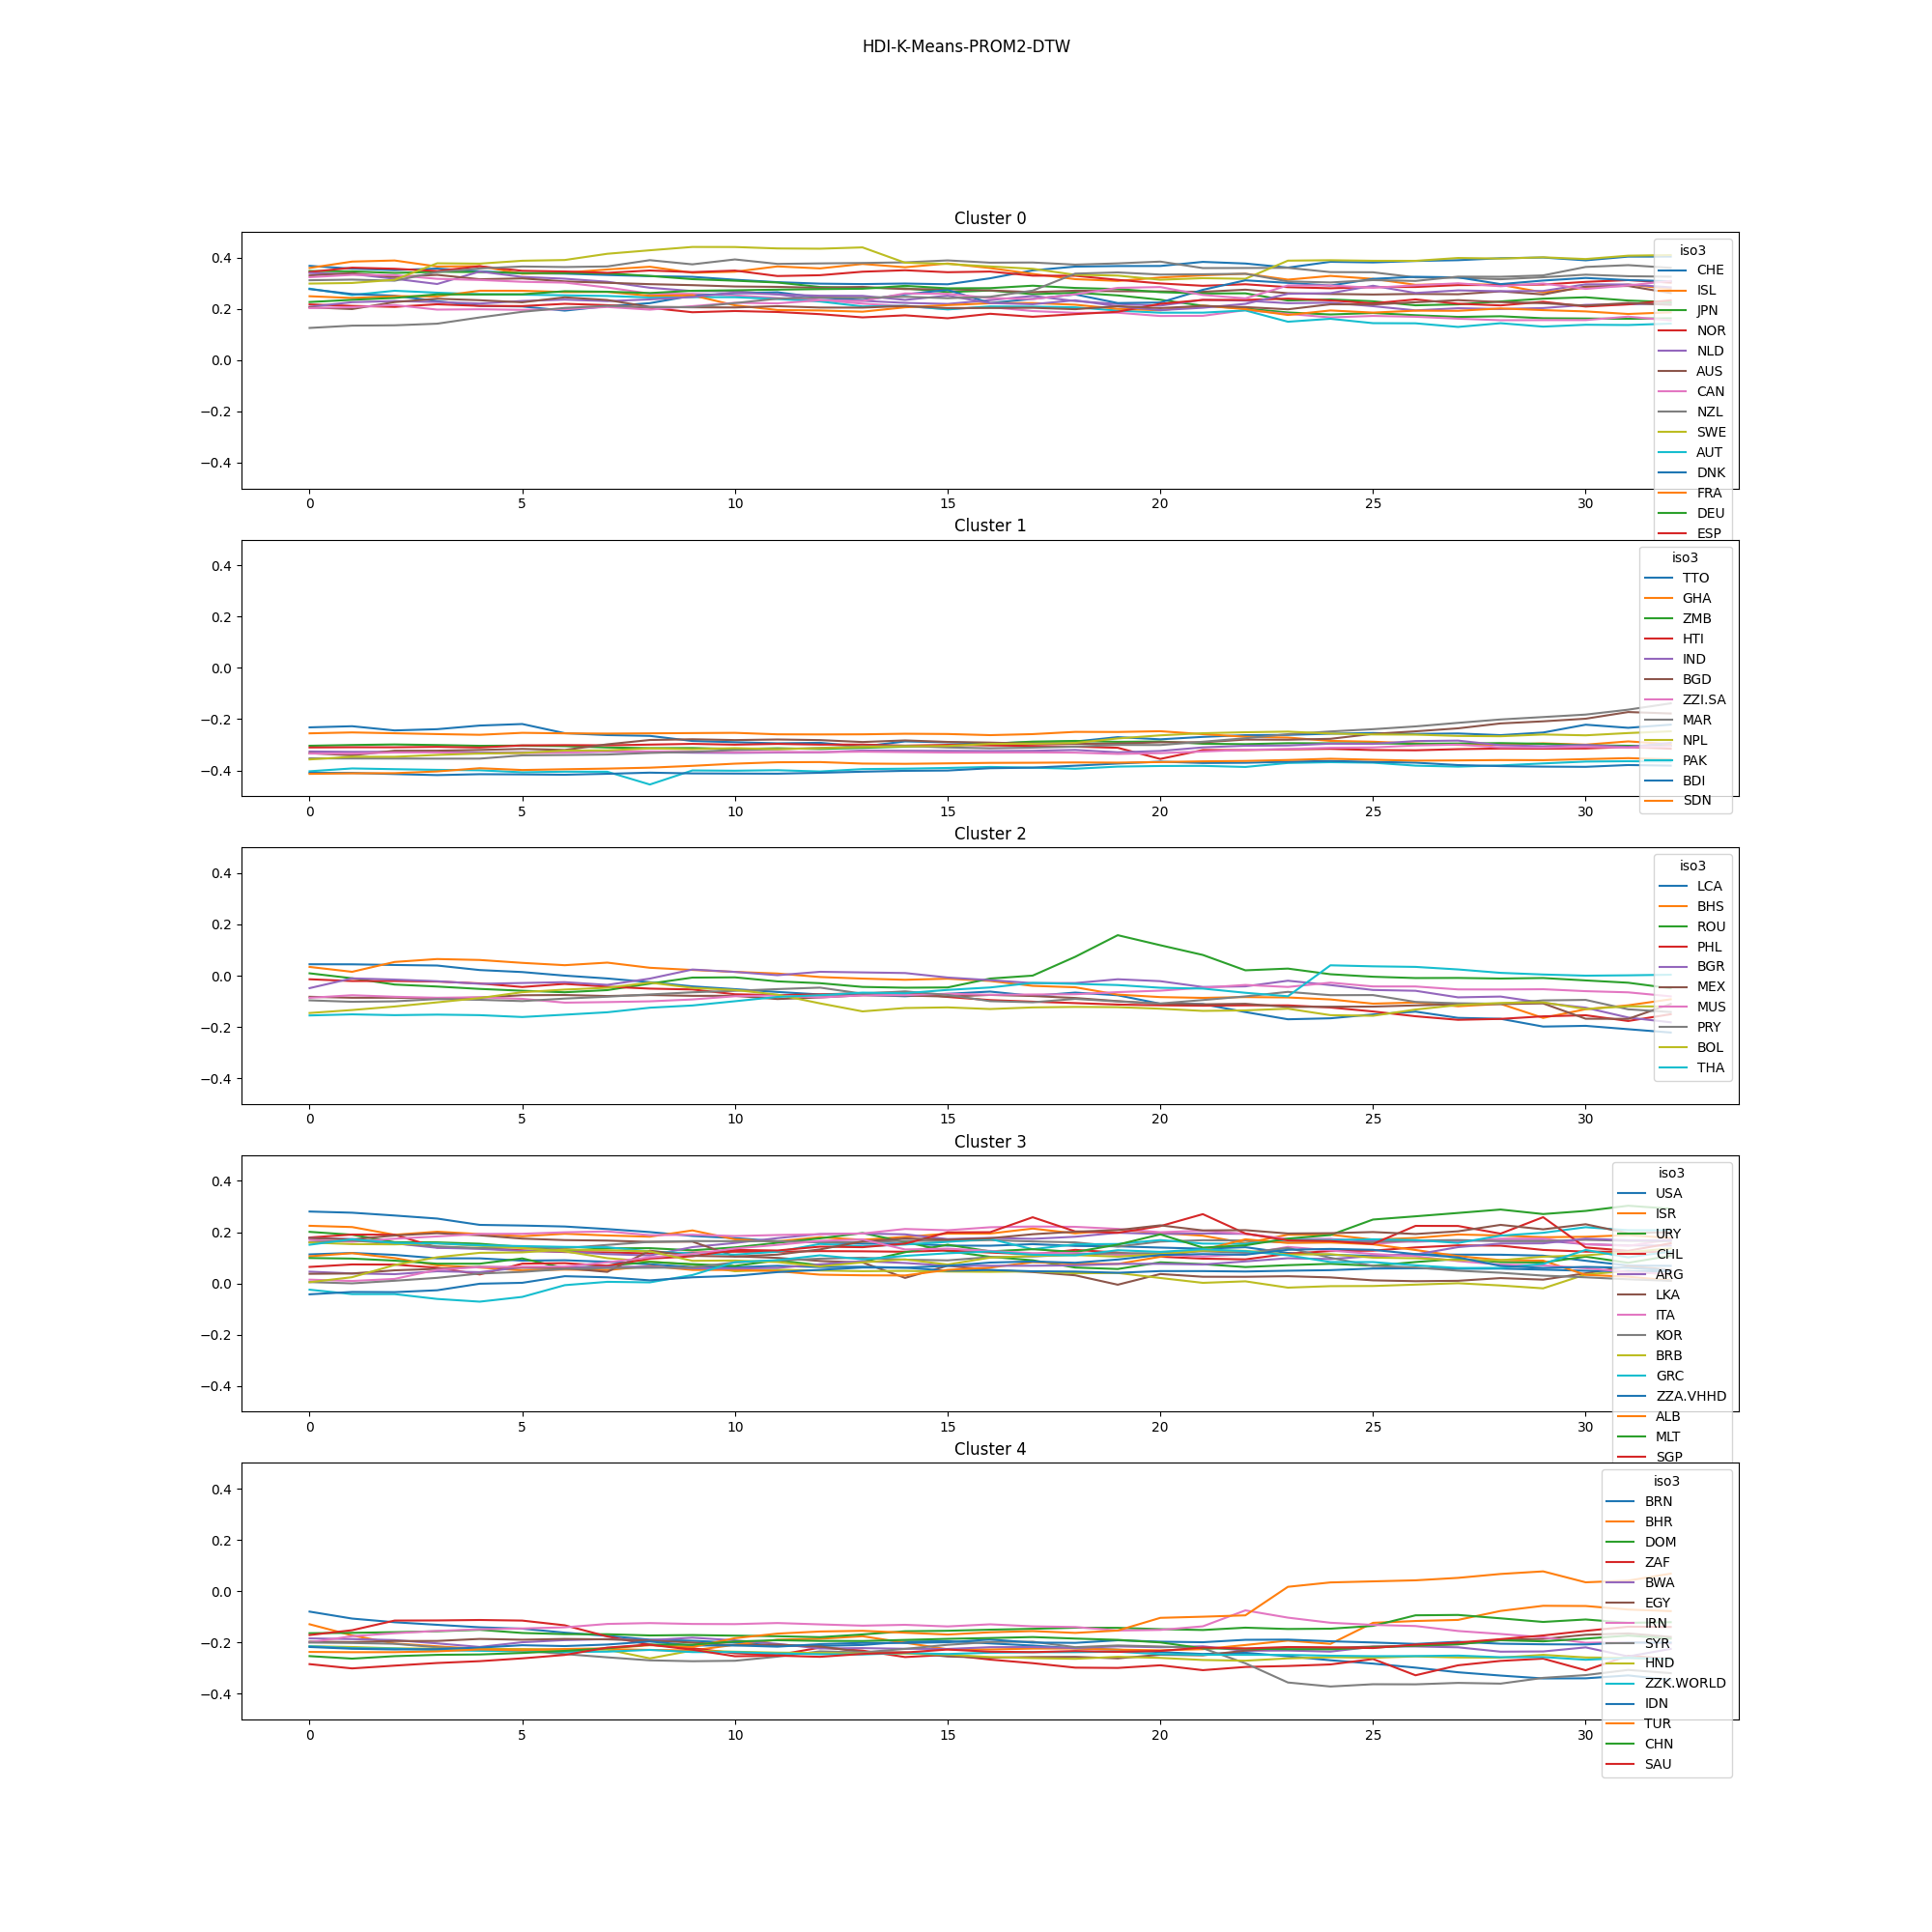 HDI-K-Means-PROM2-DTW
Cluster 0
0.4
0.2
0.0
−0.2
−0.4
0 5 10 15 20 25 30
iso3
CHE
ISL
JPN
NOR
NLD
AUS
CAN
NZL
SWE
AUT
DNK
FRA
DEU
ESP
Cluster 1
0.4
0.2
0.0
−0.2
−0.4
0 5 10 15 20 25 30
iso3
TTO
GHA
ZMB
HTI
IND
BGD
ZZI.SA
MAR
NPL
PAK
BDI
SDN
Cluster 2
0.4
0.2
0.0
−0.2
−0.4
0 5 10 15 20 25 30
iso3
LCA
BHS
ROU
PHL
BGR
MEX
MUS
PRY
BOL
THA
Cluster 3
0.4
0.2
0.0
−0.2
−0.4
0 5 10 15 20 25 30
iso3
USA
ISR
URY
CHL
ARG
LKA
ITA
KOR
BRB
GRC
ZZA.VHHD
ALB
MLT
SGP
Cluster 4
0.4
0.2
0.0
−0.2
−0.4
0 5 10 15 20 25 30
iso3
BRN
BHR
DOM
ZAF
BWA
EGY
IRN
SYR
HND
ZZK.WORLD
IDN
TUR
CHN
SAU